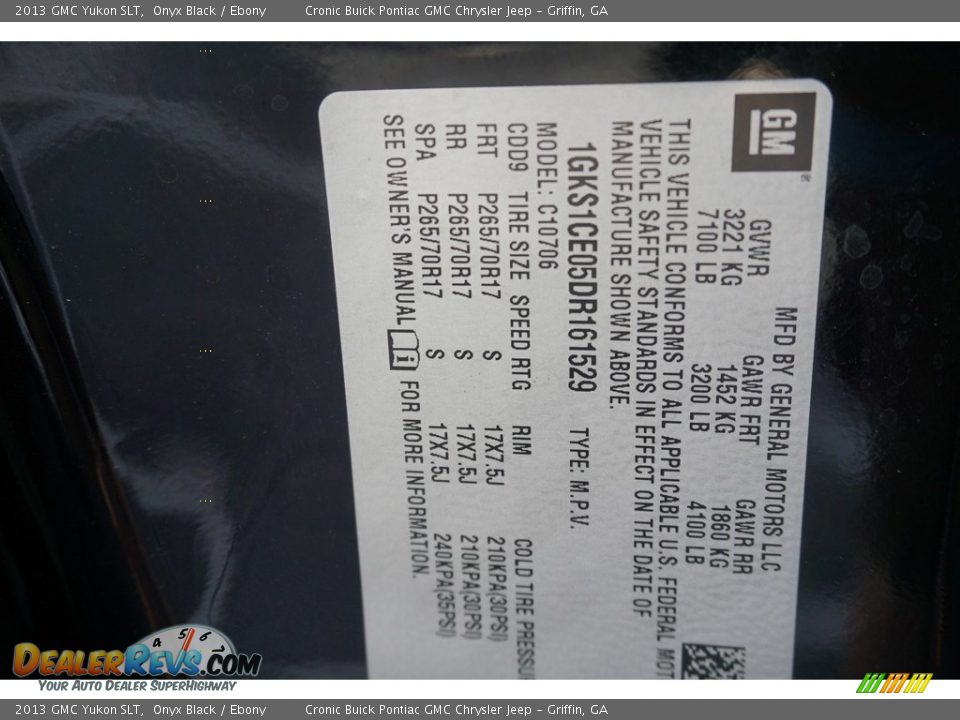 2013 GMC Yukon SLT, Onyx Black / Ebony Cronic Buick Pontiac GMC Chrysler Jeep - Griffin, GA
GM
MFD BY GENERAL MOTORS LLC
GVWR GAWR FRT GAWR RR
3221 KG 1452 KG 1860 KG
7100 LB 3200 LB 4100 LB
THIS VEHICLE CONFORMS TO ALL APPLICABLE U.S. FEDERAL MOT
VEHICLE SAFETY STANDARDS IN EFFECT ON THE DATE OF
MANUFACTURE SHOWN ABOVE.
1GKS1CE05DR161529 TYPE: M.P.V.
MODEL: C10706
CDD9 TIRE SIZE SPEED RTG RIM COLD TIRE PRESSU
FRT P265/70R17 S 17X7.5J 210KPA(30PSI)
RR P265/70R17 S 17X7.5J 210KPA(30PSI)
SPA P265/70R17 S 17X7.5J 240KPA(35PSI)
SEE OWNER'S MANUAL i FOR MORE INFORMATION.
4 5 6 7
DEALERREVS.COM
YOUR AUTO DEALER SUPERHIGHWAY
2013 GMC Yukon SLT, Onyx Black / Ebony Cronic Buick Pontiac GMC Chrysler Jeep - Griffin, GA